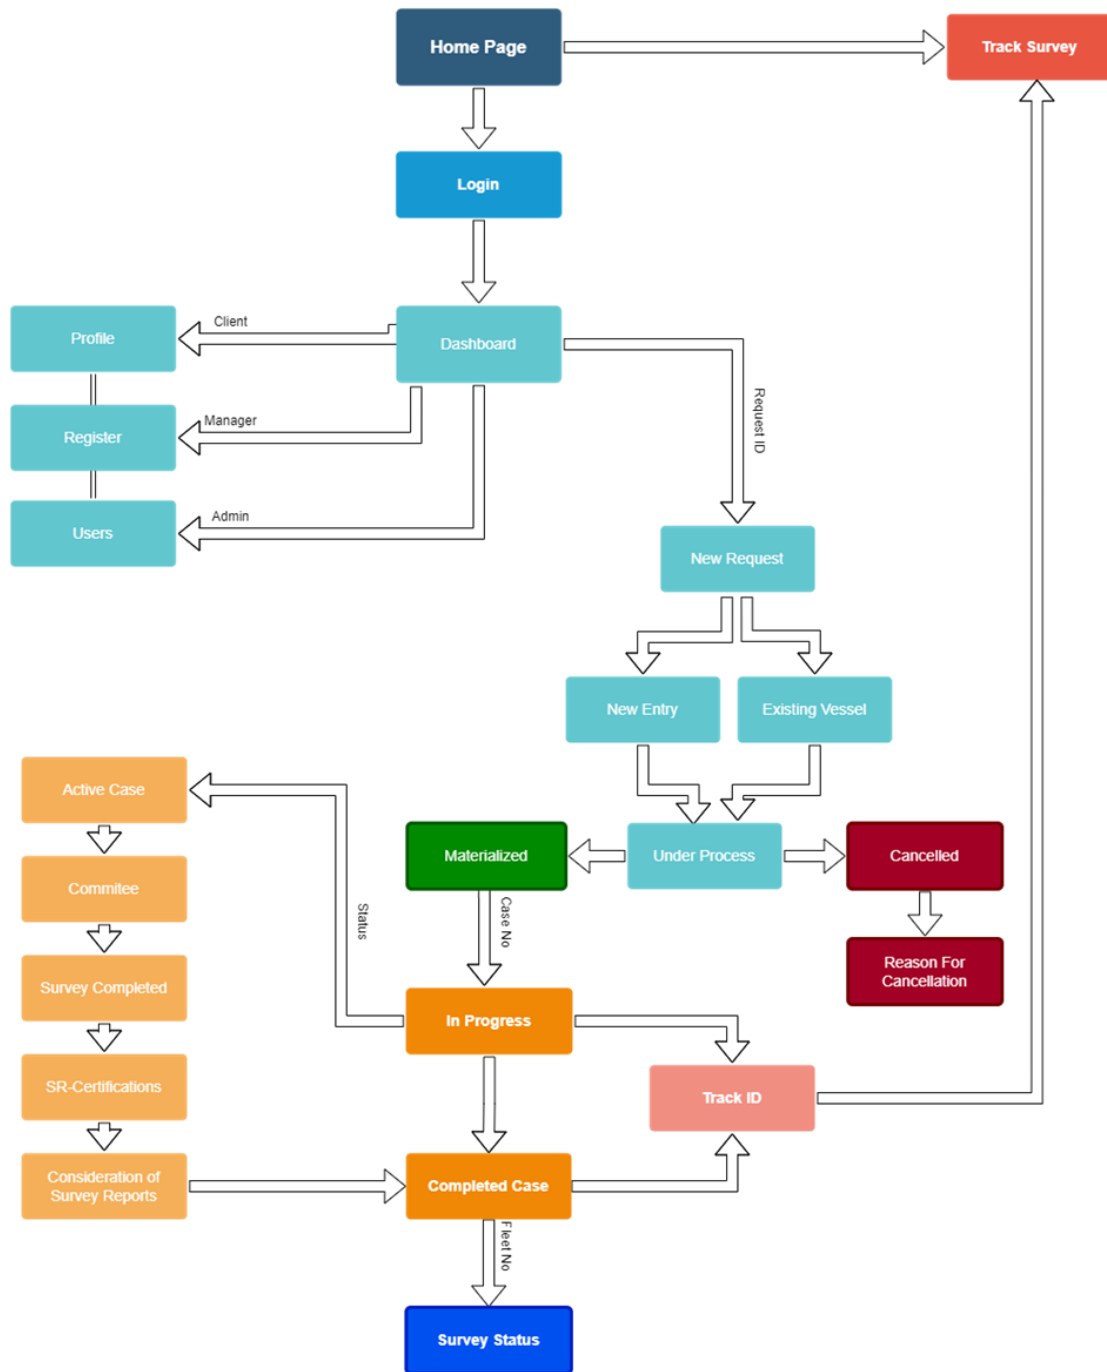 Home Page
Track Survey
Login
Client
Profile
Dashboard
Manager
Register
Request ID
Admin
Users
New Request
New Entry
Existing Vessel
Active Case
Materialized
Under Process
Cancelled
Commitee
Status
Case No
Reason For
Cancellation
Survey Completed
In Progress
SR-Certifications
Track ID
Consideration of
Survey Reports
Completed Case
Fleet No
Survey Status